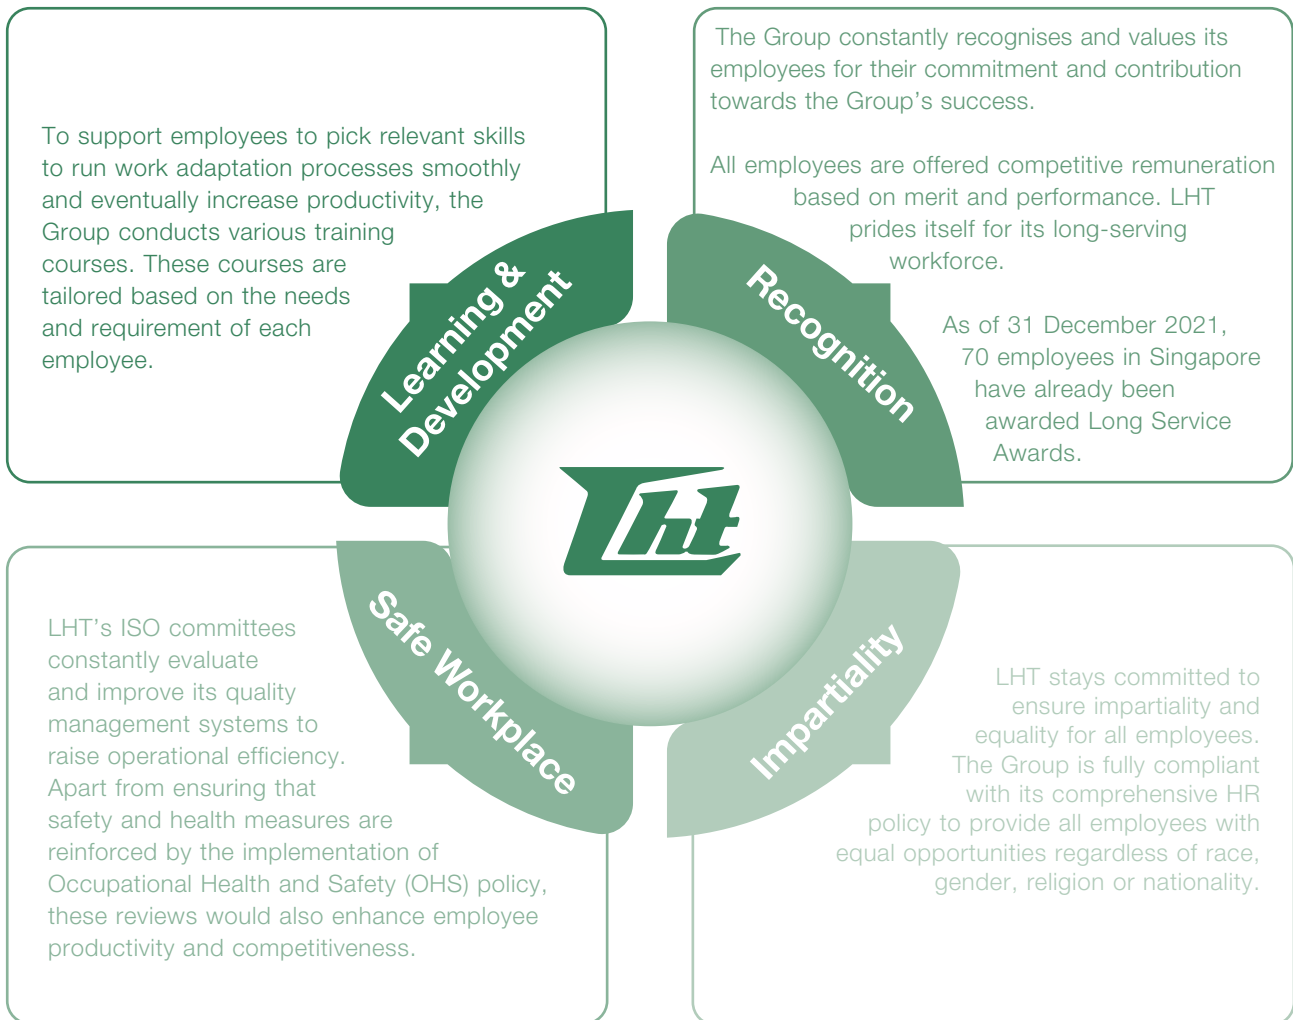 To support employees to pick relevant skills
to run work adaptation processes smoothly
and eventually increase productivity, the
Group conducts various training
courses. These courses are
tailored based on the needs
and requirement of each
employee.
Learning &
Development
The Group constantly recognises and values its
employees for their commitment and contribution
towards the Group's success.
All employees are offered competitive remuneration
based on merit and performance. LHT
prides itself for its long-serving
workforce.
As of 31 December 2021,
70 employees in Singapore
have already been
awarded Long Service
Awards.
Recognition
Lht
LHT's ISO committees
constantly evaluate
and improve its quality
management systems to
raise operational efficiency.
Apart from ensuring that
safety and health measures are
reinforced by the implementation of
Occupational Health and Safety (OHS) policy,
these reviews would also enhance employee
productivity and competitiveness.
Safe Workplace
Impartiality
LHT stays committed to
ensure impartiality and
equality for all employees.
The Group is fully compliant
with its comprehensive HR
policy to provide all employees with
equal opportunities regardless of race,
gender, religion or nationality.